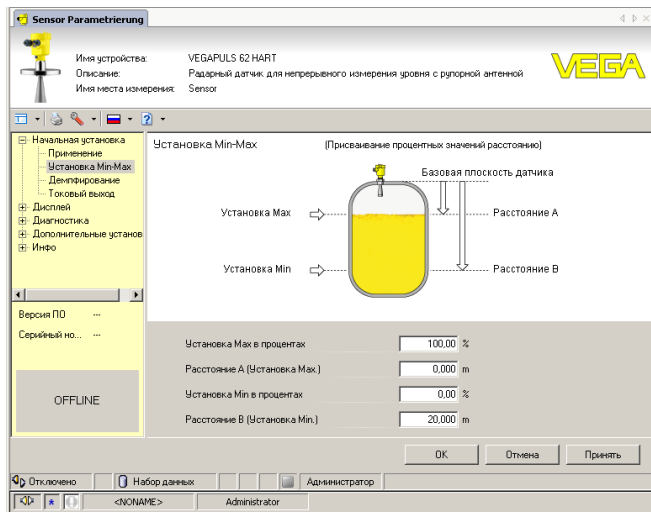 Sensor Parametrierung
Имя устройства: VEGAPULS 62 HART
Описание: Радарный датчик для непрерывного измерения уровня с рупорной антенной
Имя места измерения: Sensor
VEGA
Начальная установка
Применение
Установка Min-Max
Демпфирование
Токовый выход
Дисплей
Диагностика
Дополнительные установ
Инфо
Версия ПО ---
Серийный но... ---
OFFLINE
Установка Min-Max (Присваивание процентных значений расстоянию)
Базовая плоскость датчика
Установка Max
Расстояние A
Установка Min
Расстояние B
Установка Max в процентах 100,00 %
Расстояние A (Установка Max.) 0,000 m
Установка Min в процентах 0,00 %
Расстояние B (Установка Min.) 20,000 m
OK Отмена Принять
Отключено Набор данных Администратор
<NONAME> Administrator